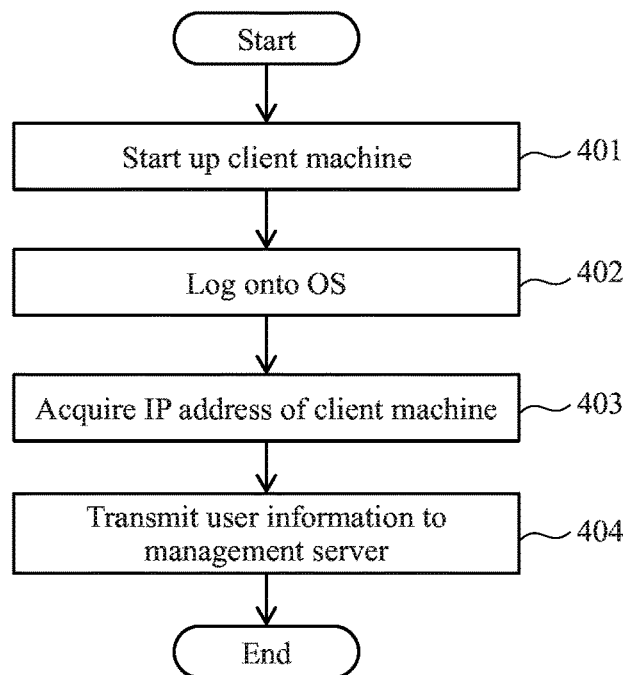 Start
Start up client machine
401
Log onto OS
402
Acquire IP address of client machine
403
Transmit user information to
management server
404
End